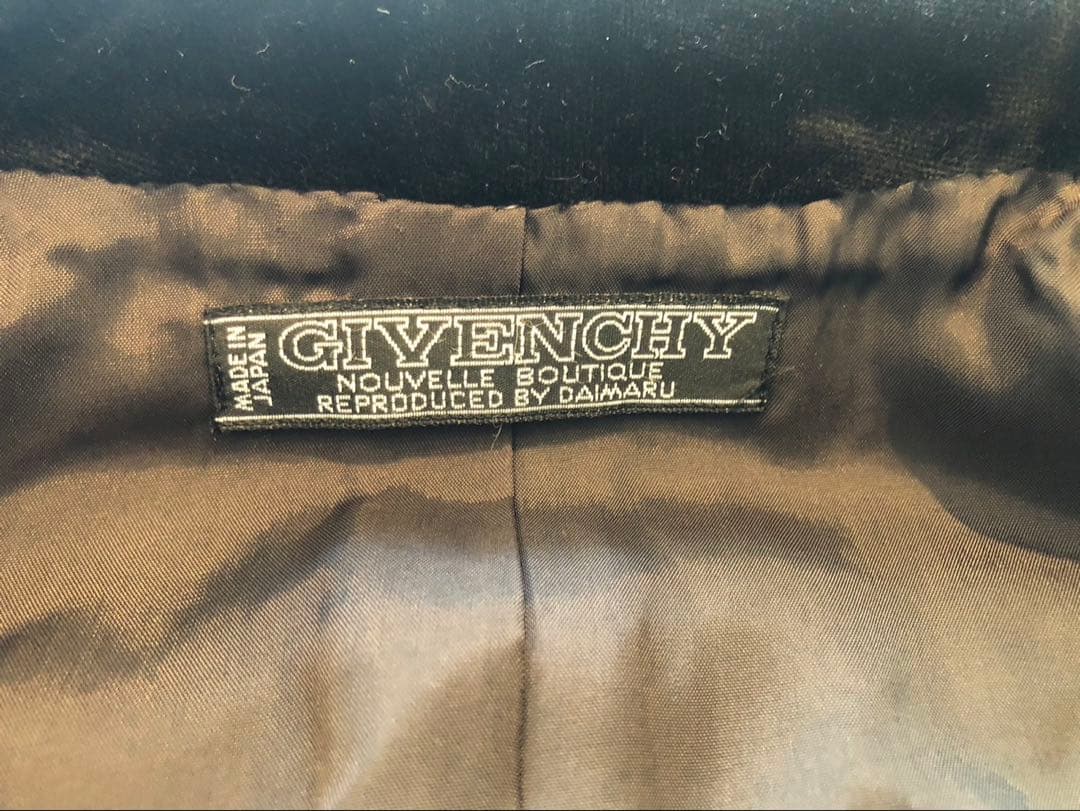 MADE IN
JAPAN
GIVENCHY
NOUVELLE BOUTIQUE
REPRODUCED BY DAIMARU